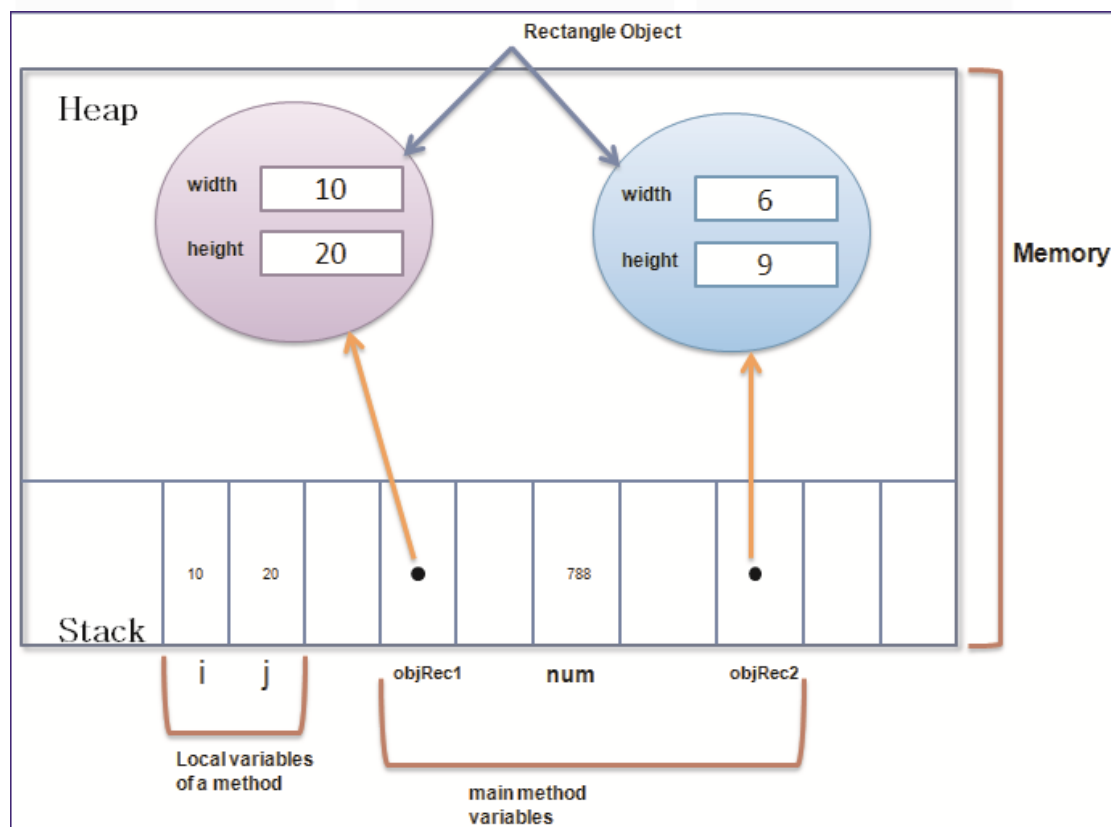 Rectangle Object
Heap
width
10
height
20
width
6
height
9
Memory
10
20
788
Stack
i
j
objRec1
num
objRec2
Local variables
of a method
main method
variables